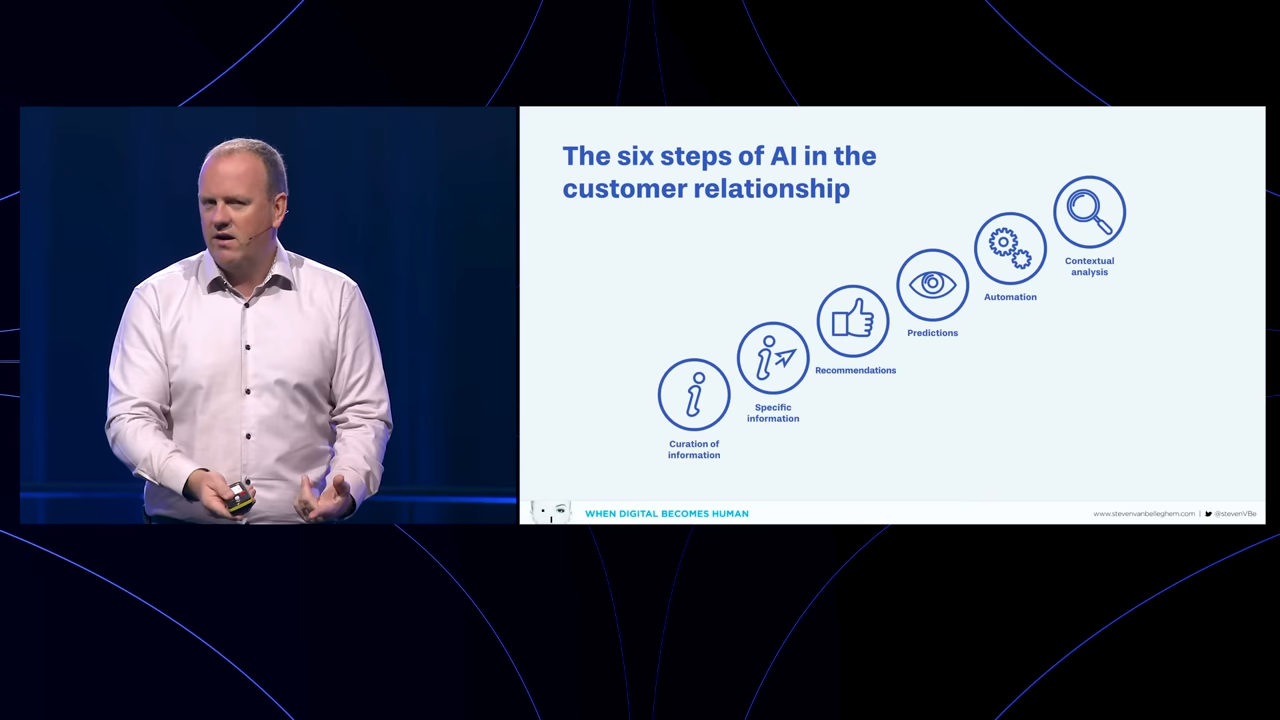 The six steps of AI in the
customer relationship
Contextual
analysis
Automation
Predictions
Recommendations
Specific
information
Curation of
information
WHEN DIGITAL BECOMES HUMAN
www.stevenvanbelleghem.com | @stevenVBe